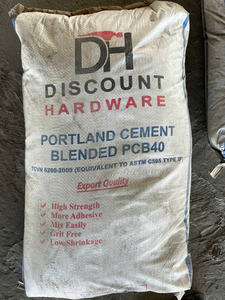 DH
DISCOUNT
HARDWARE
PORTLAND CEMENT
BLENDED PCB40
TCVN 6260-2009 (EQUIVALENT TO ASTM C595 TYPE IP)
Export Quality
✓ High Strength
✓ More Adhesive
✓ Mix Easily
✓ Grit Free
✓ Low Shrinkage